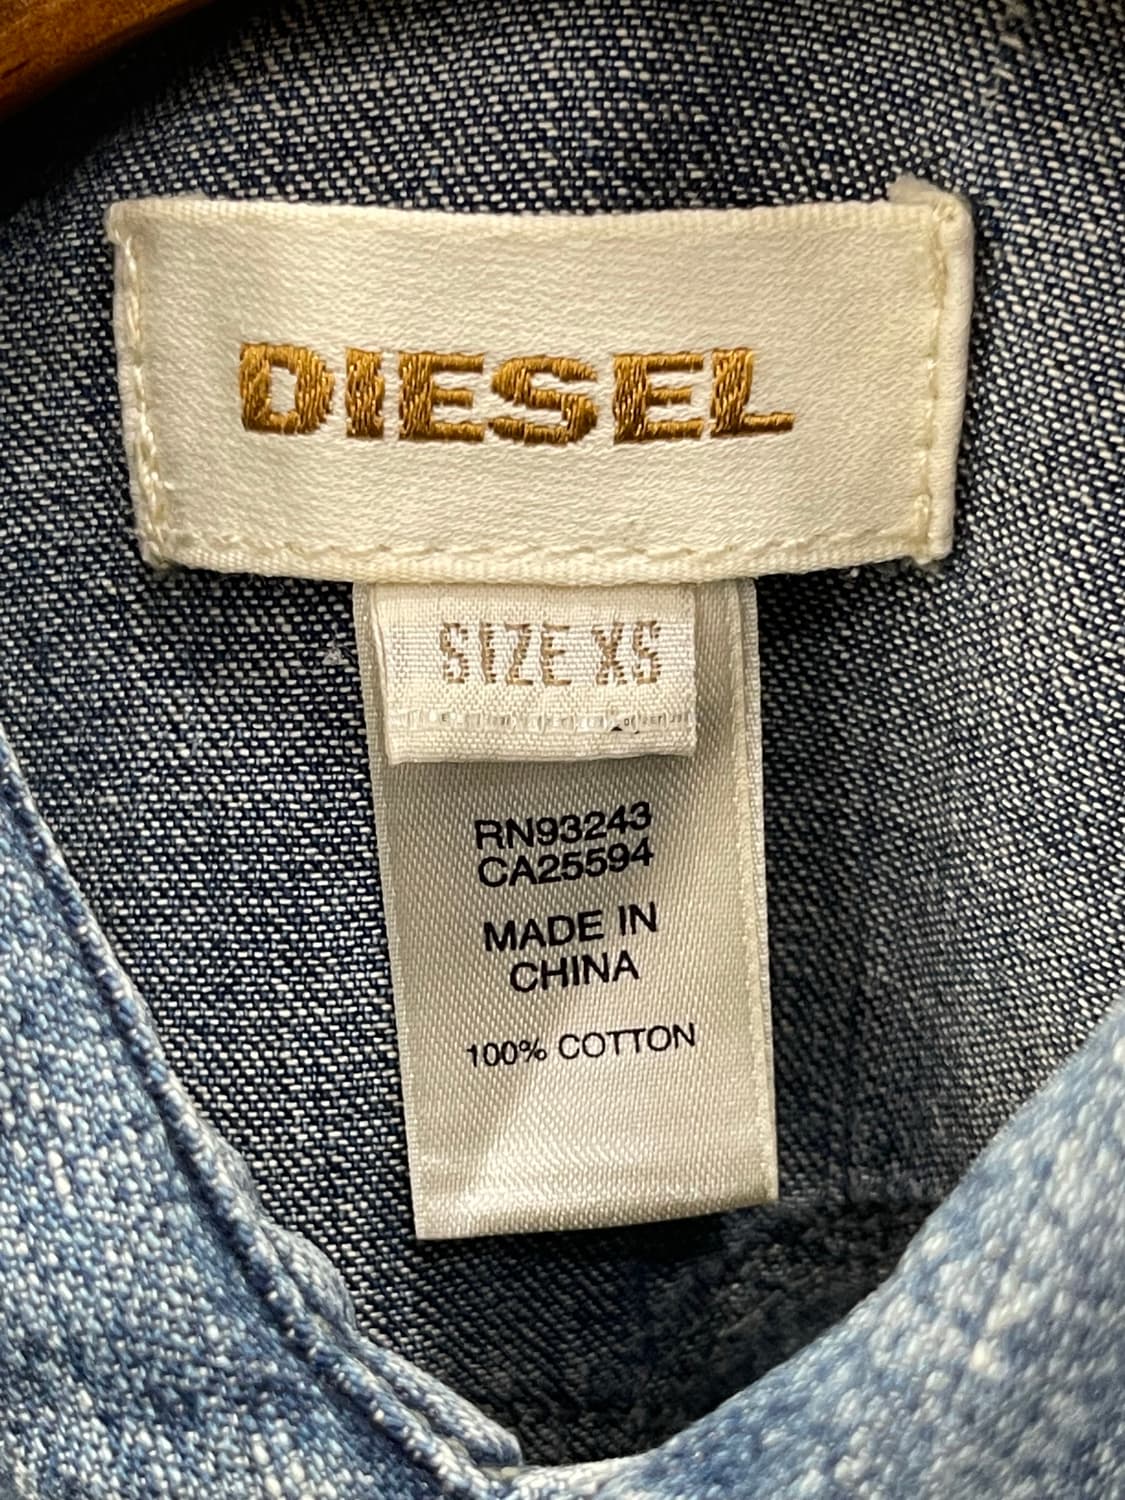 DIESEL
SIZE XS
RN93243
CA25594
MADE IN
CHINA
100% COTTON